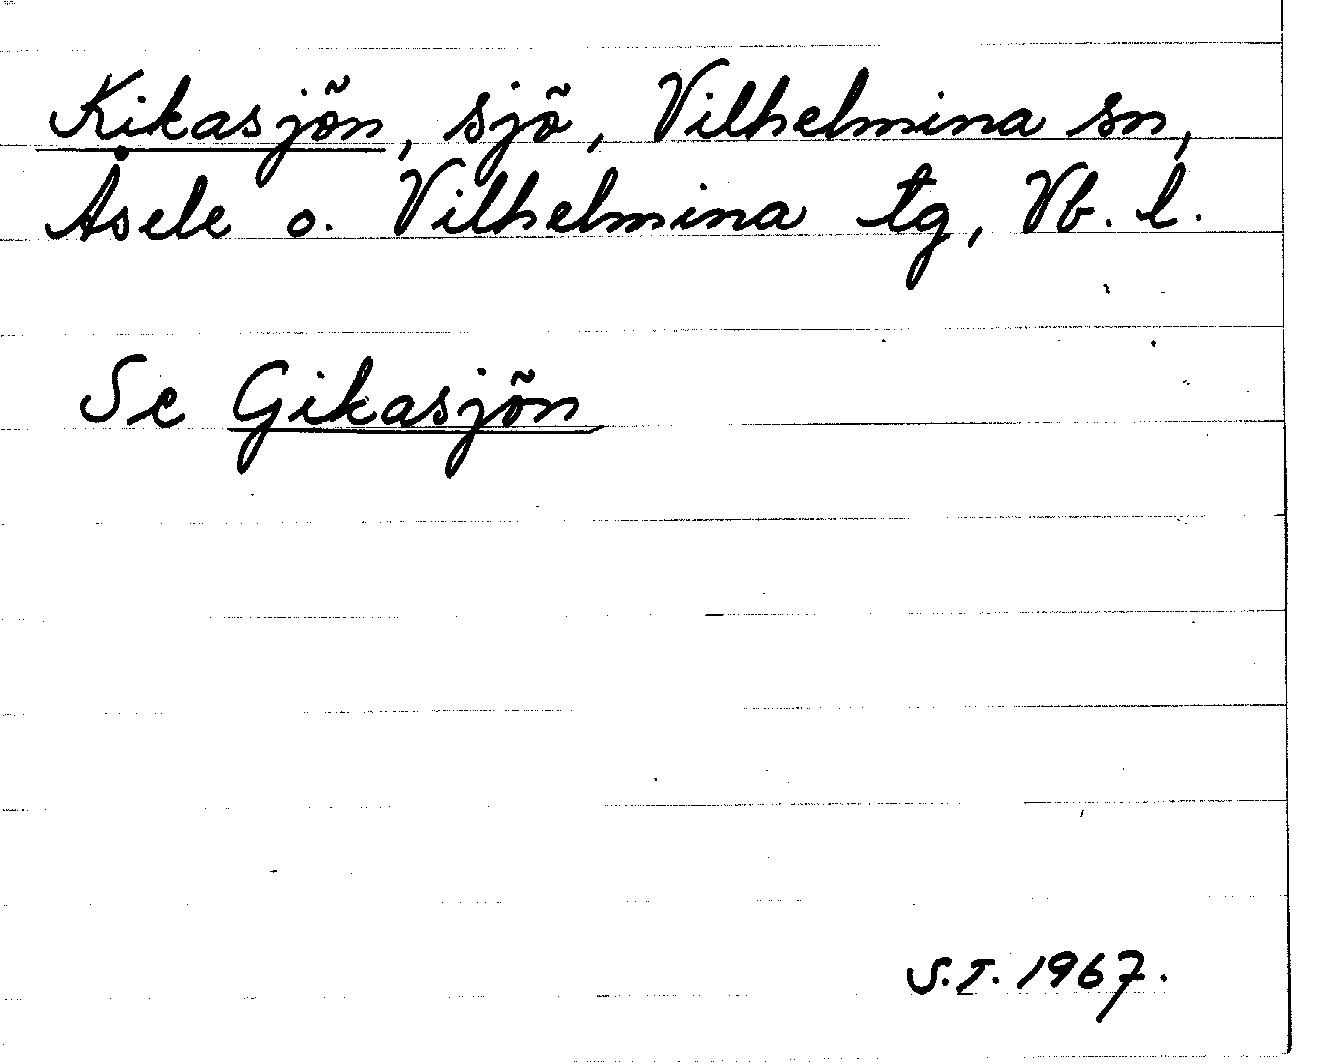 Kikasjön, sjö, Vilhelmina sn,
Åsele o. Vilhelmina tg, Vb. l.
Se Gikasjön
S.I. 1967.